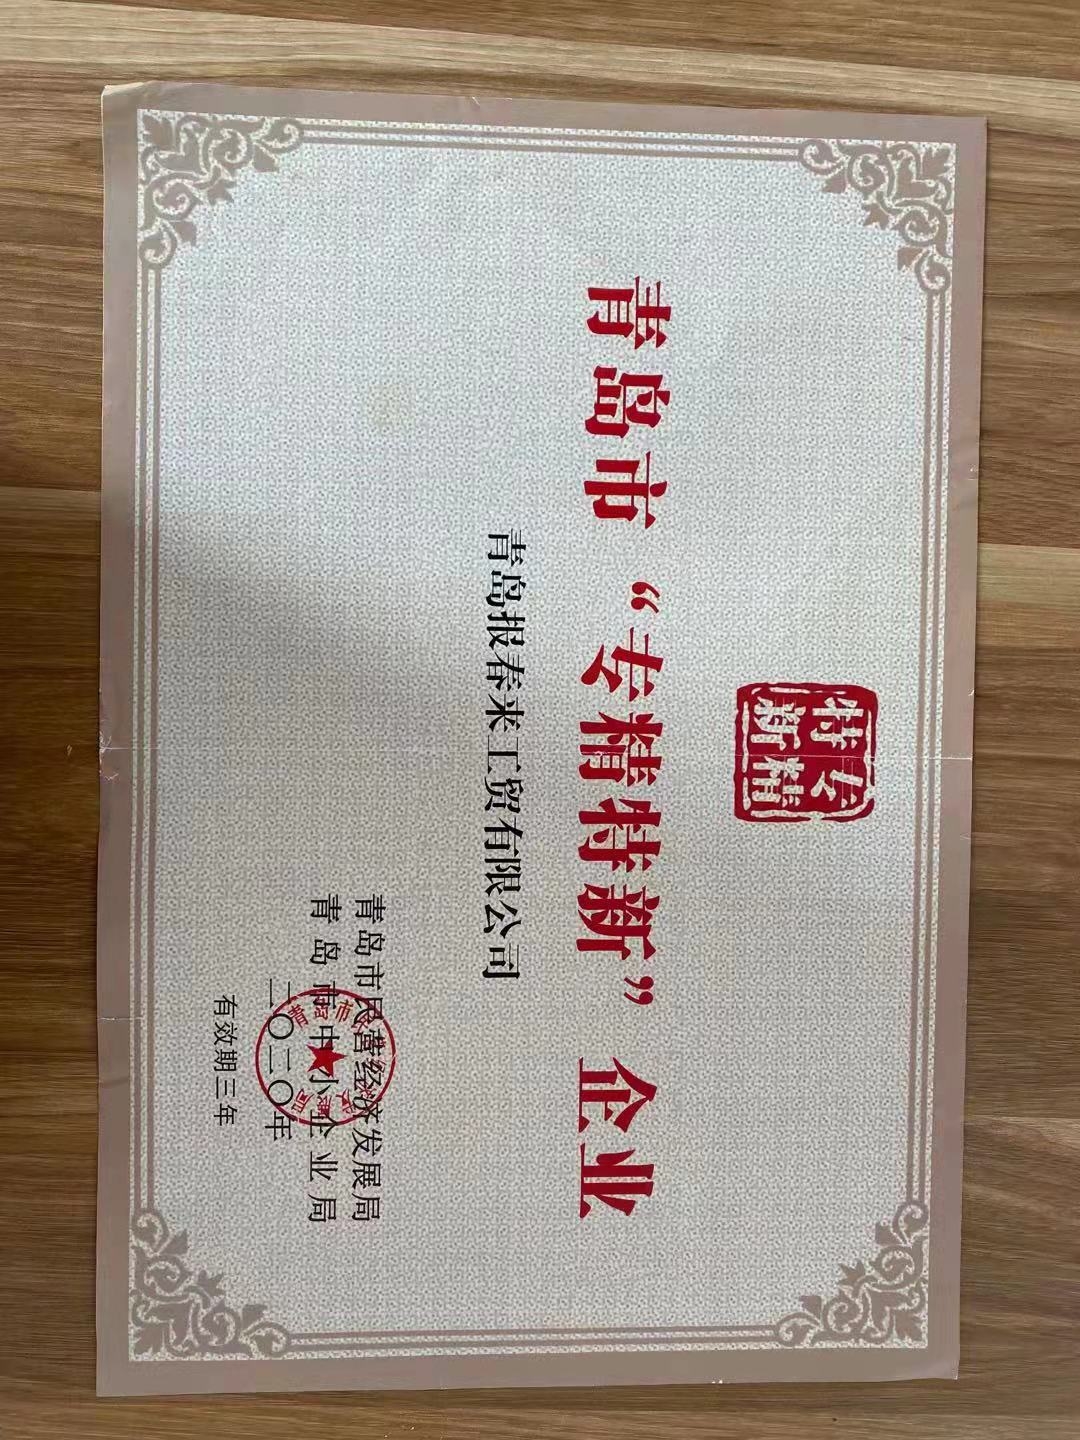 专精
特新
青岛市“专精特新”企业
青岛报春来工贸有限公司
青岛市民营经济发展局
青岛市中小企业局
二〇二〇年
有效期三年